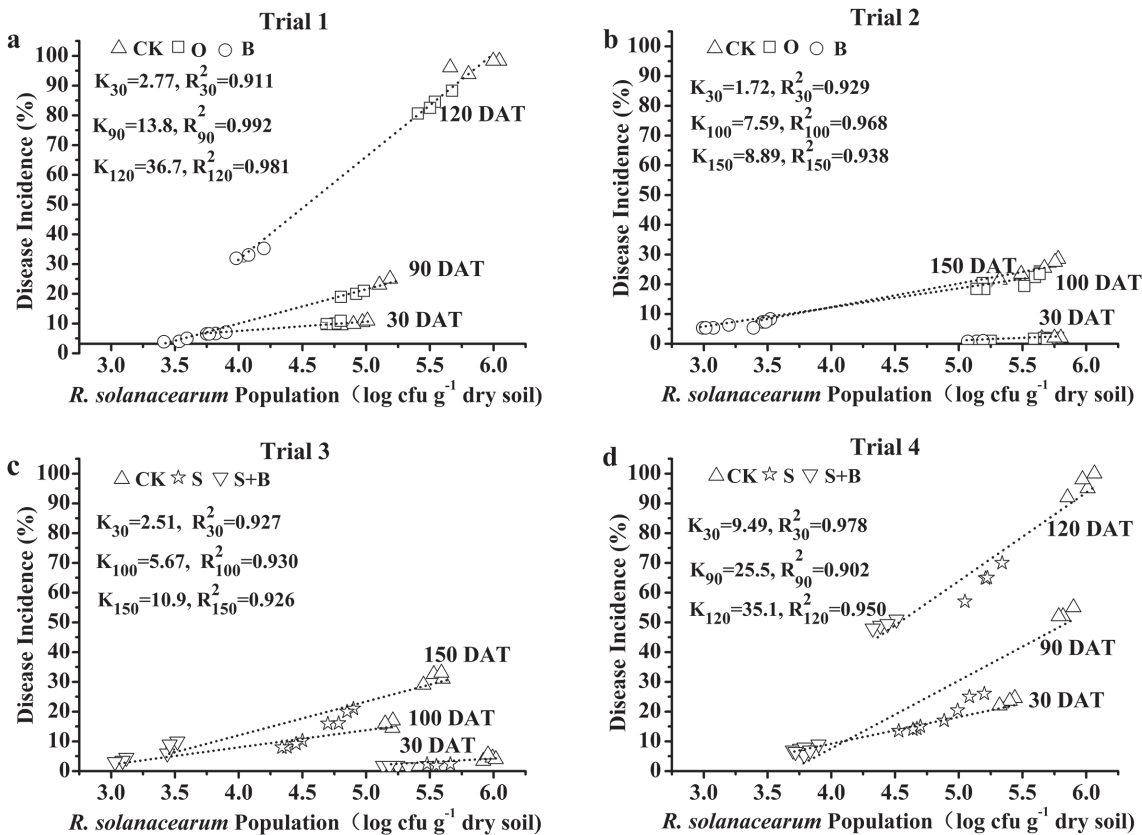 Trial 1
a
CK O B
K30=2.77, R²30=0.911
K90=13.8, R²90=0.992
K120=36.7, R²120=0.981
120 DAT
90 DAT
30 DAT
Disease Incidence (%)
100
90
80
70
60
50
40
30
20
10
0
3.0 3.5 4.0 4.5 5.0 5.5 6.0
R. solanacearum Population（log cfu g⁻¹ dry soil)
Trial 2
b
CK O B
K30=1.72, R²30=0.929
K100=7.59, R²100=0.968
K150=8.89, R²150=0.938
150 DAT
100 DAT
30 DAT
Disease Incidence (%)
100
90
80
70
60
50
40
30
20
10
0
3.0 3.5 4.0 4.5 5.0 5.5 6.0
R. solanacearum Population（log cfu g⁻¹ dry soil)
Trial 3
c
CK S S+B
K30=2.51, R²30=0.927
K100=5.67, R²100=0.930
K150=10.9, R²150=0.926
150 DAT
100 DAT
30 DAT
Disease Incidence (%)
100
90
80
70
60
50
40
30
20
10
0
3.0 3.5 4.0 4.5 5.0 5.5 6.0
R. solanacearum Population（log cfu g⁻¹ dry soil)
Trial 4
d
CK S S+B
K30=9.49, R²30=0.978
K90=25.5, R²90=0.902
K120=35.1, R²120=0.950
120 DAT
90 DAT
30 DAT
Disease Incidence (%)
100
90
80
70
60
50
40
30
20
10
0
3.0 3.5 4.0 4.5 5.0 5.5 6.0
R. solanacearum Population（log cfu g⁻¹ dry soil)